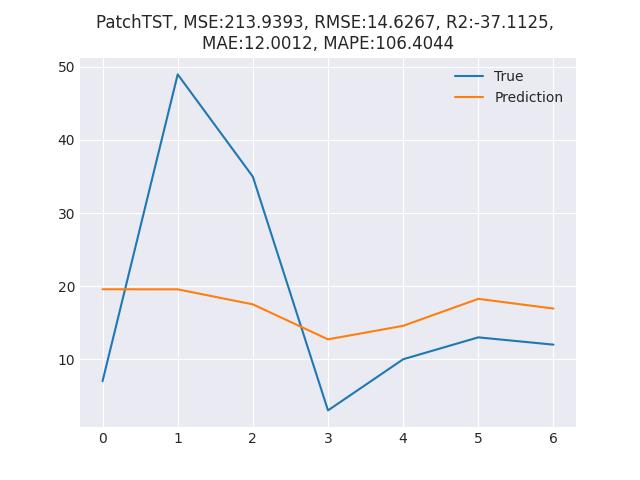 PatchTST, MSE:213.9393, RMSE:14.6267, R2:-37.1125,
MAE:12.0012, MAPE:106.4044
True
Prediction
50
40
30
20
10
0 1 2 3 4 5 6